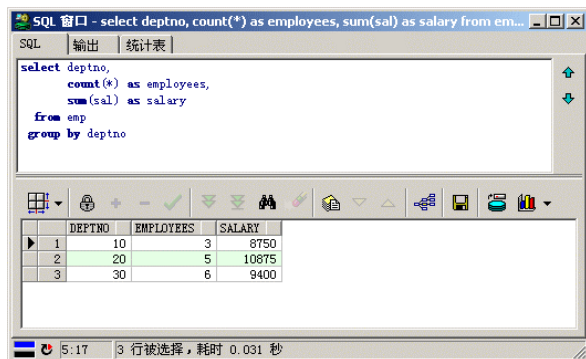 SQL 窗口 - select deptno, count(*) as employees, sum(sal) as salary from em...
SQL 输出 统计表
select deptno,
count(*) as employees,
sum(sal) as salary
from emp
group by deptno
DEPTNO EMPLOYEES SALARY
1 10 3 8750
2 20 5 10875
3 30 6 9400
5:17 3 行被选择，耗时 0.031 秒